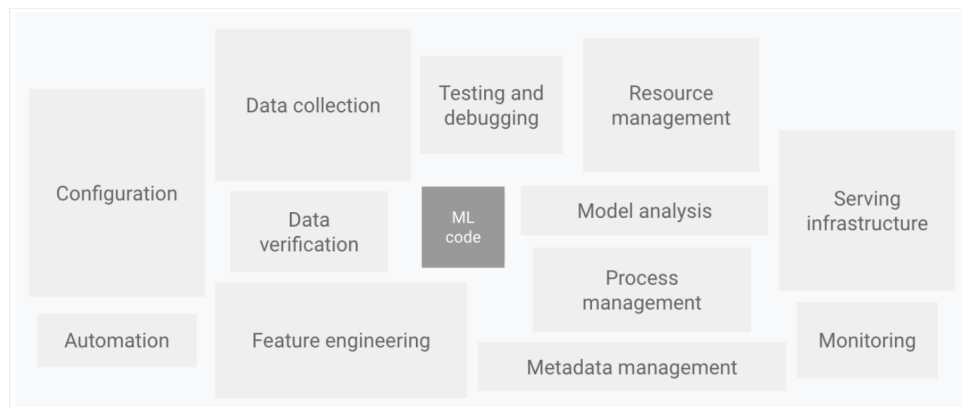 Configuration
Automation
Data collection
Data
verification
Feature engineering
Testing and
debugging
ML
code
Resource
management
Model analysis
Process
management
Metadata management
Serving
infrastructure
Monitoring